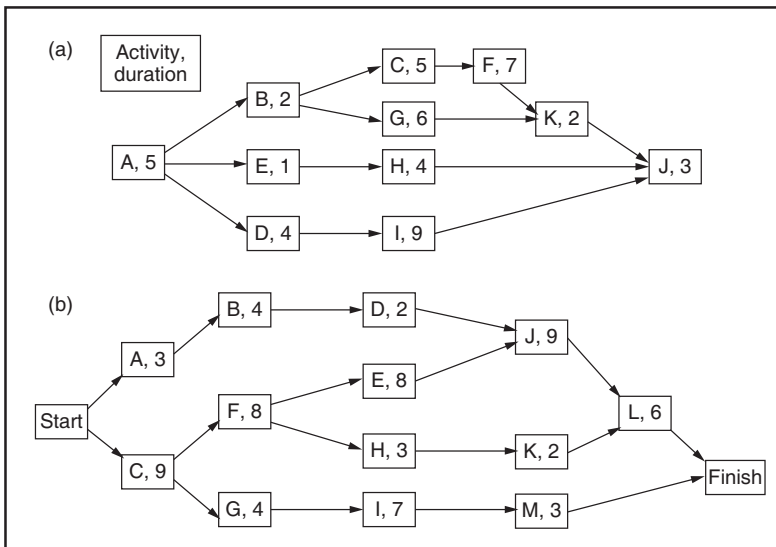 (a)
Activity,
duration
C, 5
F, 7
B, 2
G, 6
K, 2
A, 5
E, 1
H, 4
J, 3
D, 4
I, 9
(b)
B, 4
D, 2
A, 3
J, 9
E, 8
Start
F, 8
L, 6
H, 3
K, 2
C, 9
Finish
G, 4
I, 7
M, 3